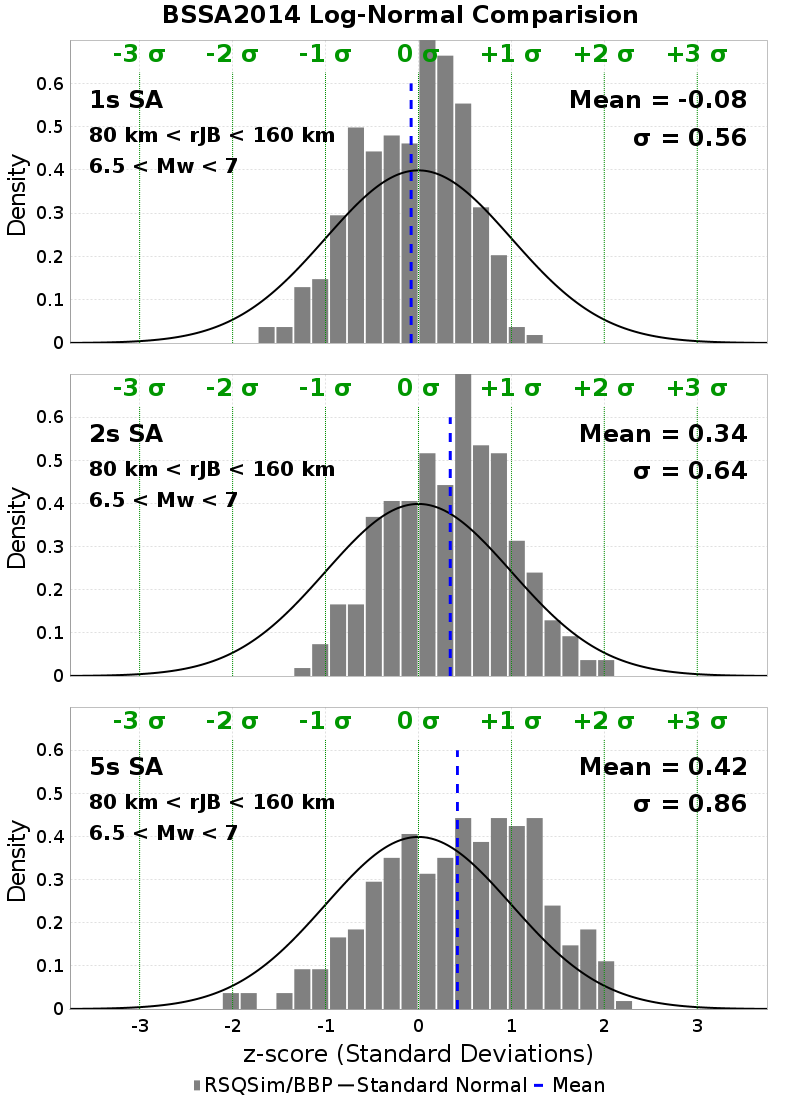 BSSA2014 Log-Normal Comparision
-3 σ -2 σ -1 σ 0 σ +1 σ +2 σ +3 σ
1s SA
Mean = -0.08
80 km < rJB < 160 km
σ = 0.56
6.5 < Mw < 7
Density
0.6
0.5
0.4
0.3
0.2
0.1
0
-3 σ -2 σ -1 σ 0 σ +1 σ +2 σ +3 σ
2s SA
Mean = 0.34
80 km < rJB < 160 km
σ = 0.64
6.5 < Mw < 7
Density
0.6
0.5
0.4
0.3
0.2
0.1
0
-3 σ -2 σ -1 σ 0 σ +1 σ +2 σ +3 σ
5s SA
Mean = 0.42
80 km < rJB < 160 km
σ = 0.86
6.5 < Mw < 7
Density
0.6
0.5
0.4
0.3
0.2
0.1
0
-3 -2 -1 0 1 2 3
z-score (Standard Deviations)
RSQSim/BBP Standard Normal Mean